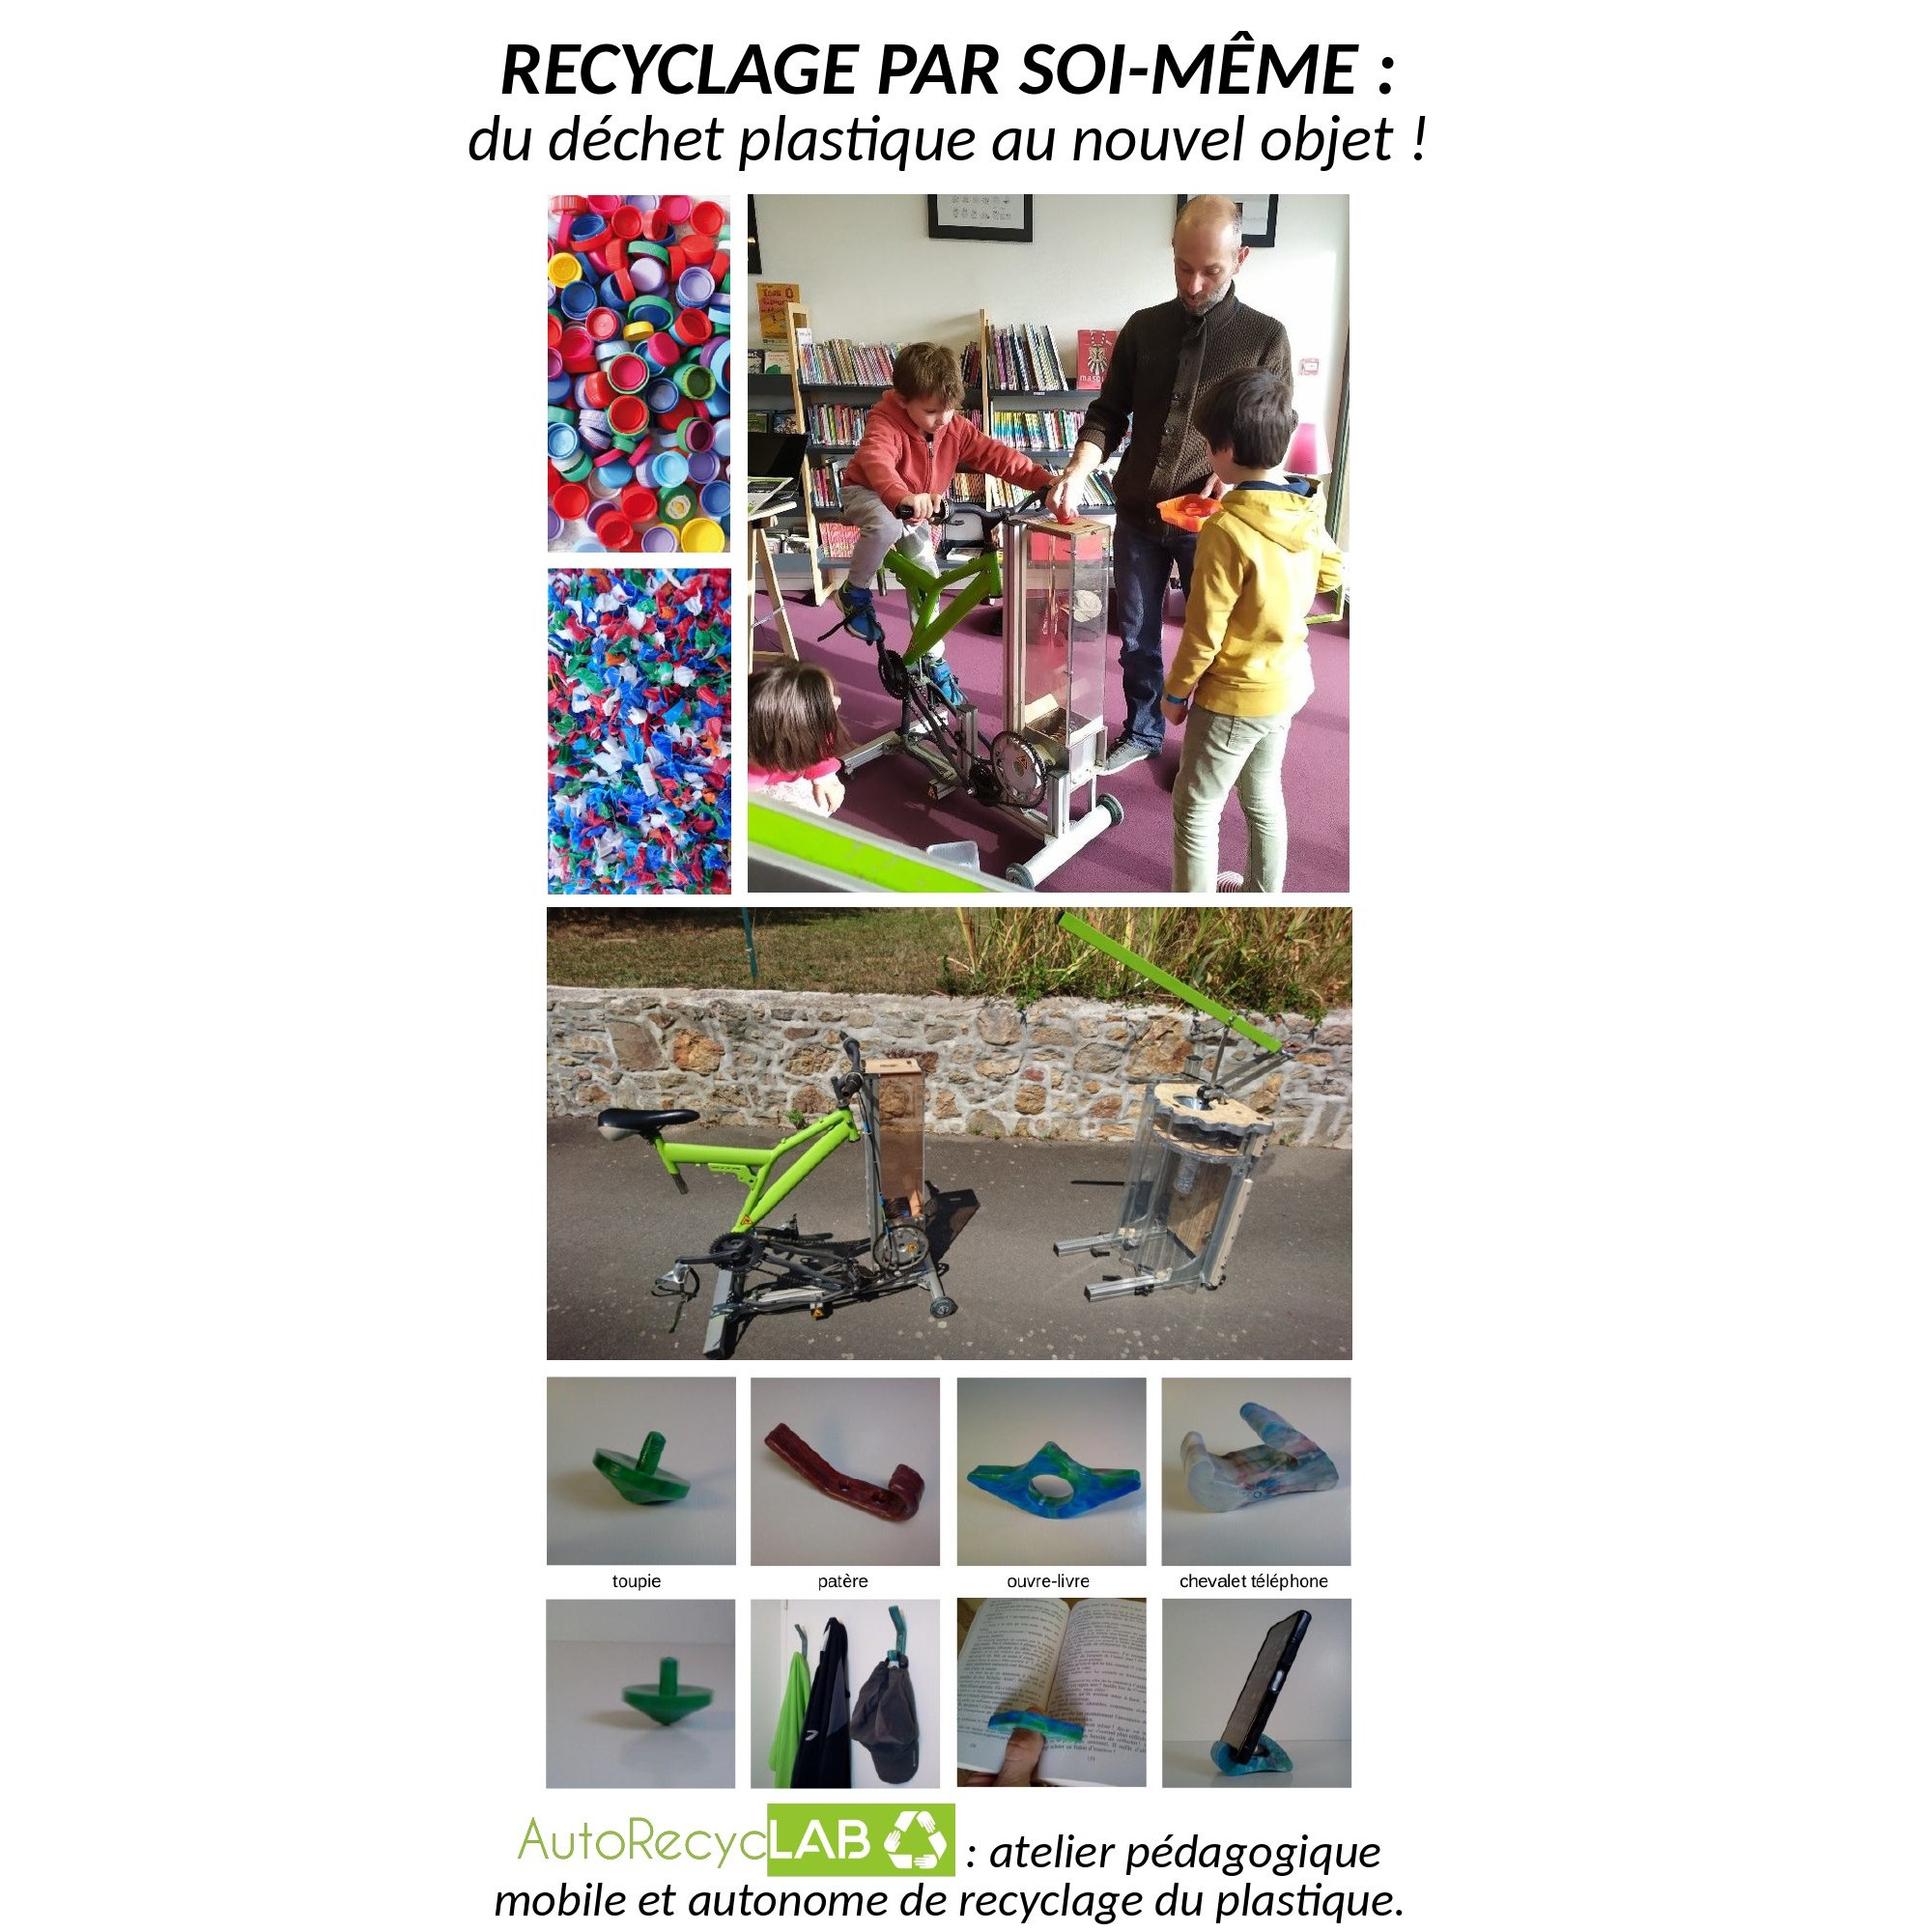 RECYCLAGE PAR SOI-MÊME :
du déchet plastique au nouvel objet !
toupie
patère
ouvre-livre
chevalet téléphone
AutoRecycLAB : atelier pédagogique
mobile et autonome de recyclage du plastique.